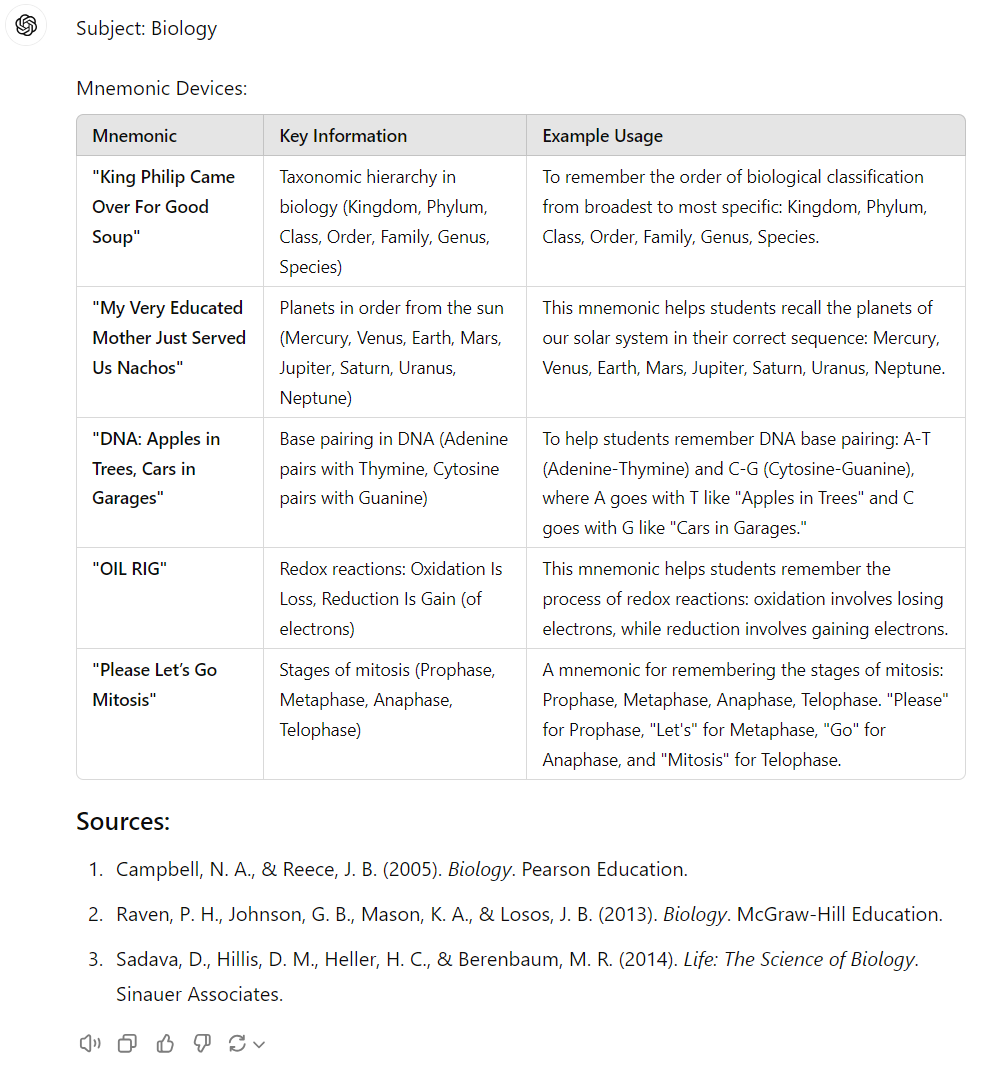 Subject: Biology
Mnemonic Devices:
Mnemonic Key Information Example Usage
"King Philip Came
Over For Good
Soup"
Taxonomic hierarchy in
biology (Kingdom, Phylum,
Class, Order, Family, Genus,
Species)
To remember the order of biological classification
from broadest to most specific: Kingdom, Phylum,
Class, Order, Family, Genus, Species.
"My Very Educated
Mother Just Served
Us Nachos"
Planets in order from the sun
(Mercury, Venus, Earth, Mars,
Jupiter, Saturn, Uranus,
Neptune)
This mnemonic helps students recall the planets of
our solar system in their correct sequence: Mercury,
Venus, Earth, Mars, Jupiter, Saturn, Uranus, Neptune.
"DNA: Apples in
Trees, Cars in
Garages"
Base pairing in DNA (Adenine
pairs with Thymine, Cytosine
pairs with Guanine)
To help students remember DNA base pairing: A-T
(Adenine-Thymine) and C-G (Cytosine-Guanine),
where A goes with T like "Apples in Trees" and C
goes with G like "Cars in Garages."
"OIL RIG"
Redox reactions: Oxidation Is
Loss, Reduction Is Gain (of
electrons)
This mnemonic helps students remember the
process of redox reactions: oxidation involves losing
electrons, while reduction involves gaining electrons.
"Please Let’s Go
Mitosis"
Stages of mitosis (Prophase,
Metaphase, Anaphase,
Telophase)
A mnemonic for remembering the stages of mitosis:
Prophase, Metaphase, Anaphase, Telophase. "Please"
for Prophase, "Let's" for Metaphase, "Go" for
Anaphase, and "Mitosis" for Telophase.
Sources:
1. Campbell, N. A., & Reece, J. B. (2005). Biology. Pearson Education.
2. Raven, P. H., Johnson, G. B., Mason, K. A., & Losos, J. B. (2013). Biology. McGraw-Hill Education.
3. Sadava, D., Hillis, D. M., Heller, H. C., & Berenbaum, M. R. (2014). Life: The Science of Biology.
Sinauer Associates.